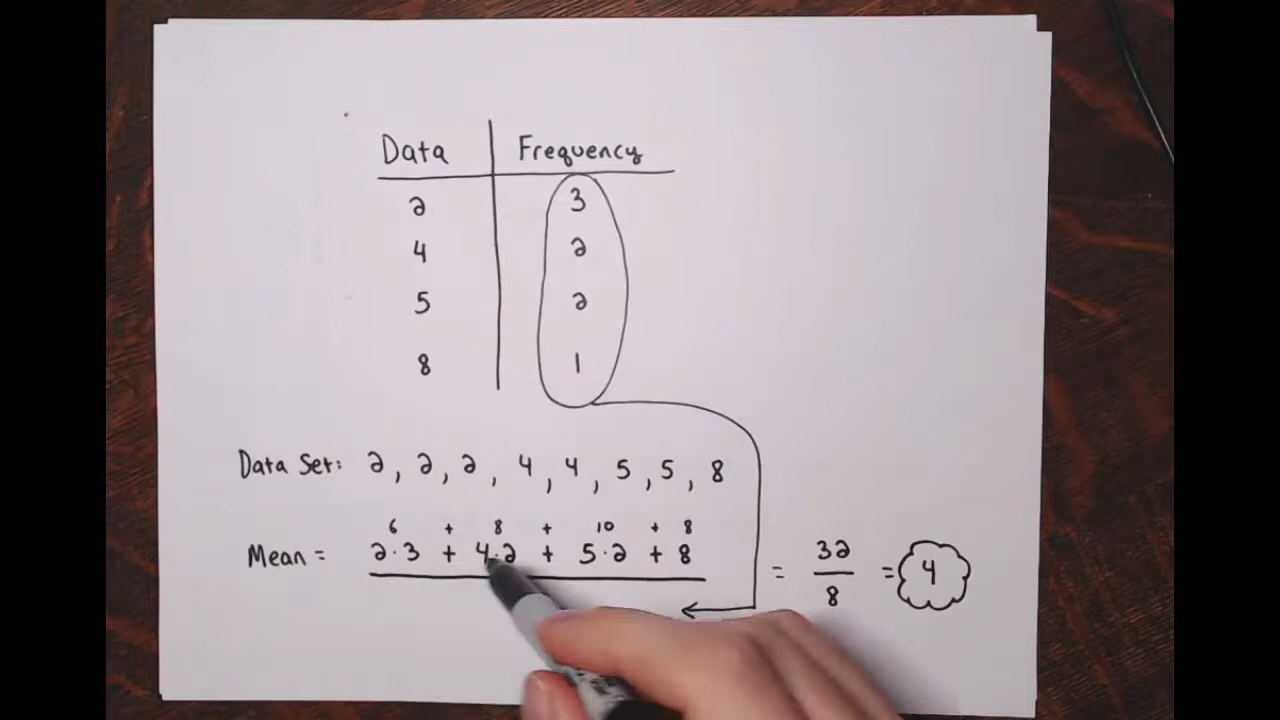 Data Frequency
2 3
4 2
5 2
8 1
Data Set: 2, 2, 2, 4, 4, 5, 5, 8
6 + 8 + 10 + 8
Mean = 2·3 + 4·2 + 5·2 + 8 = 32/8 = 4